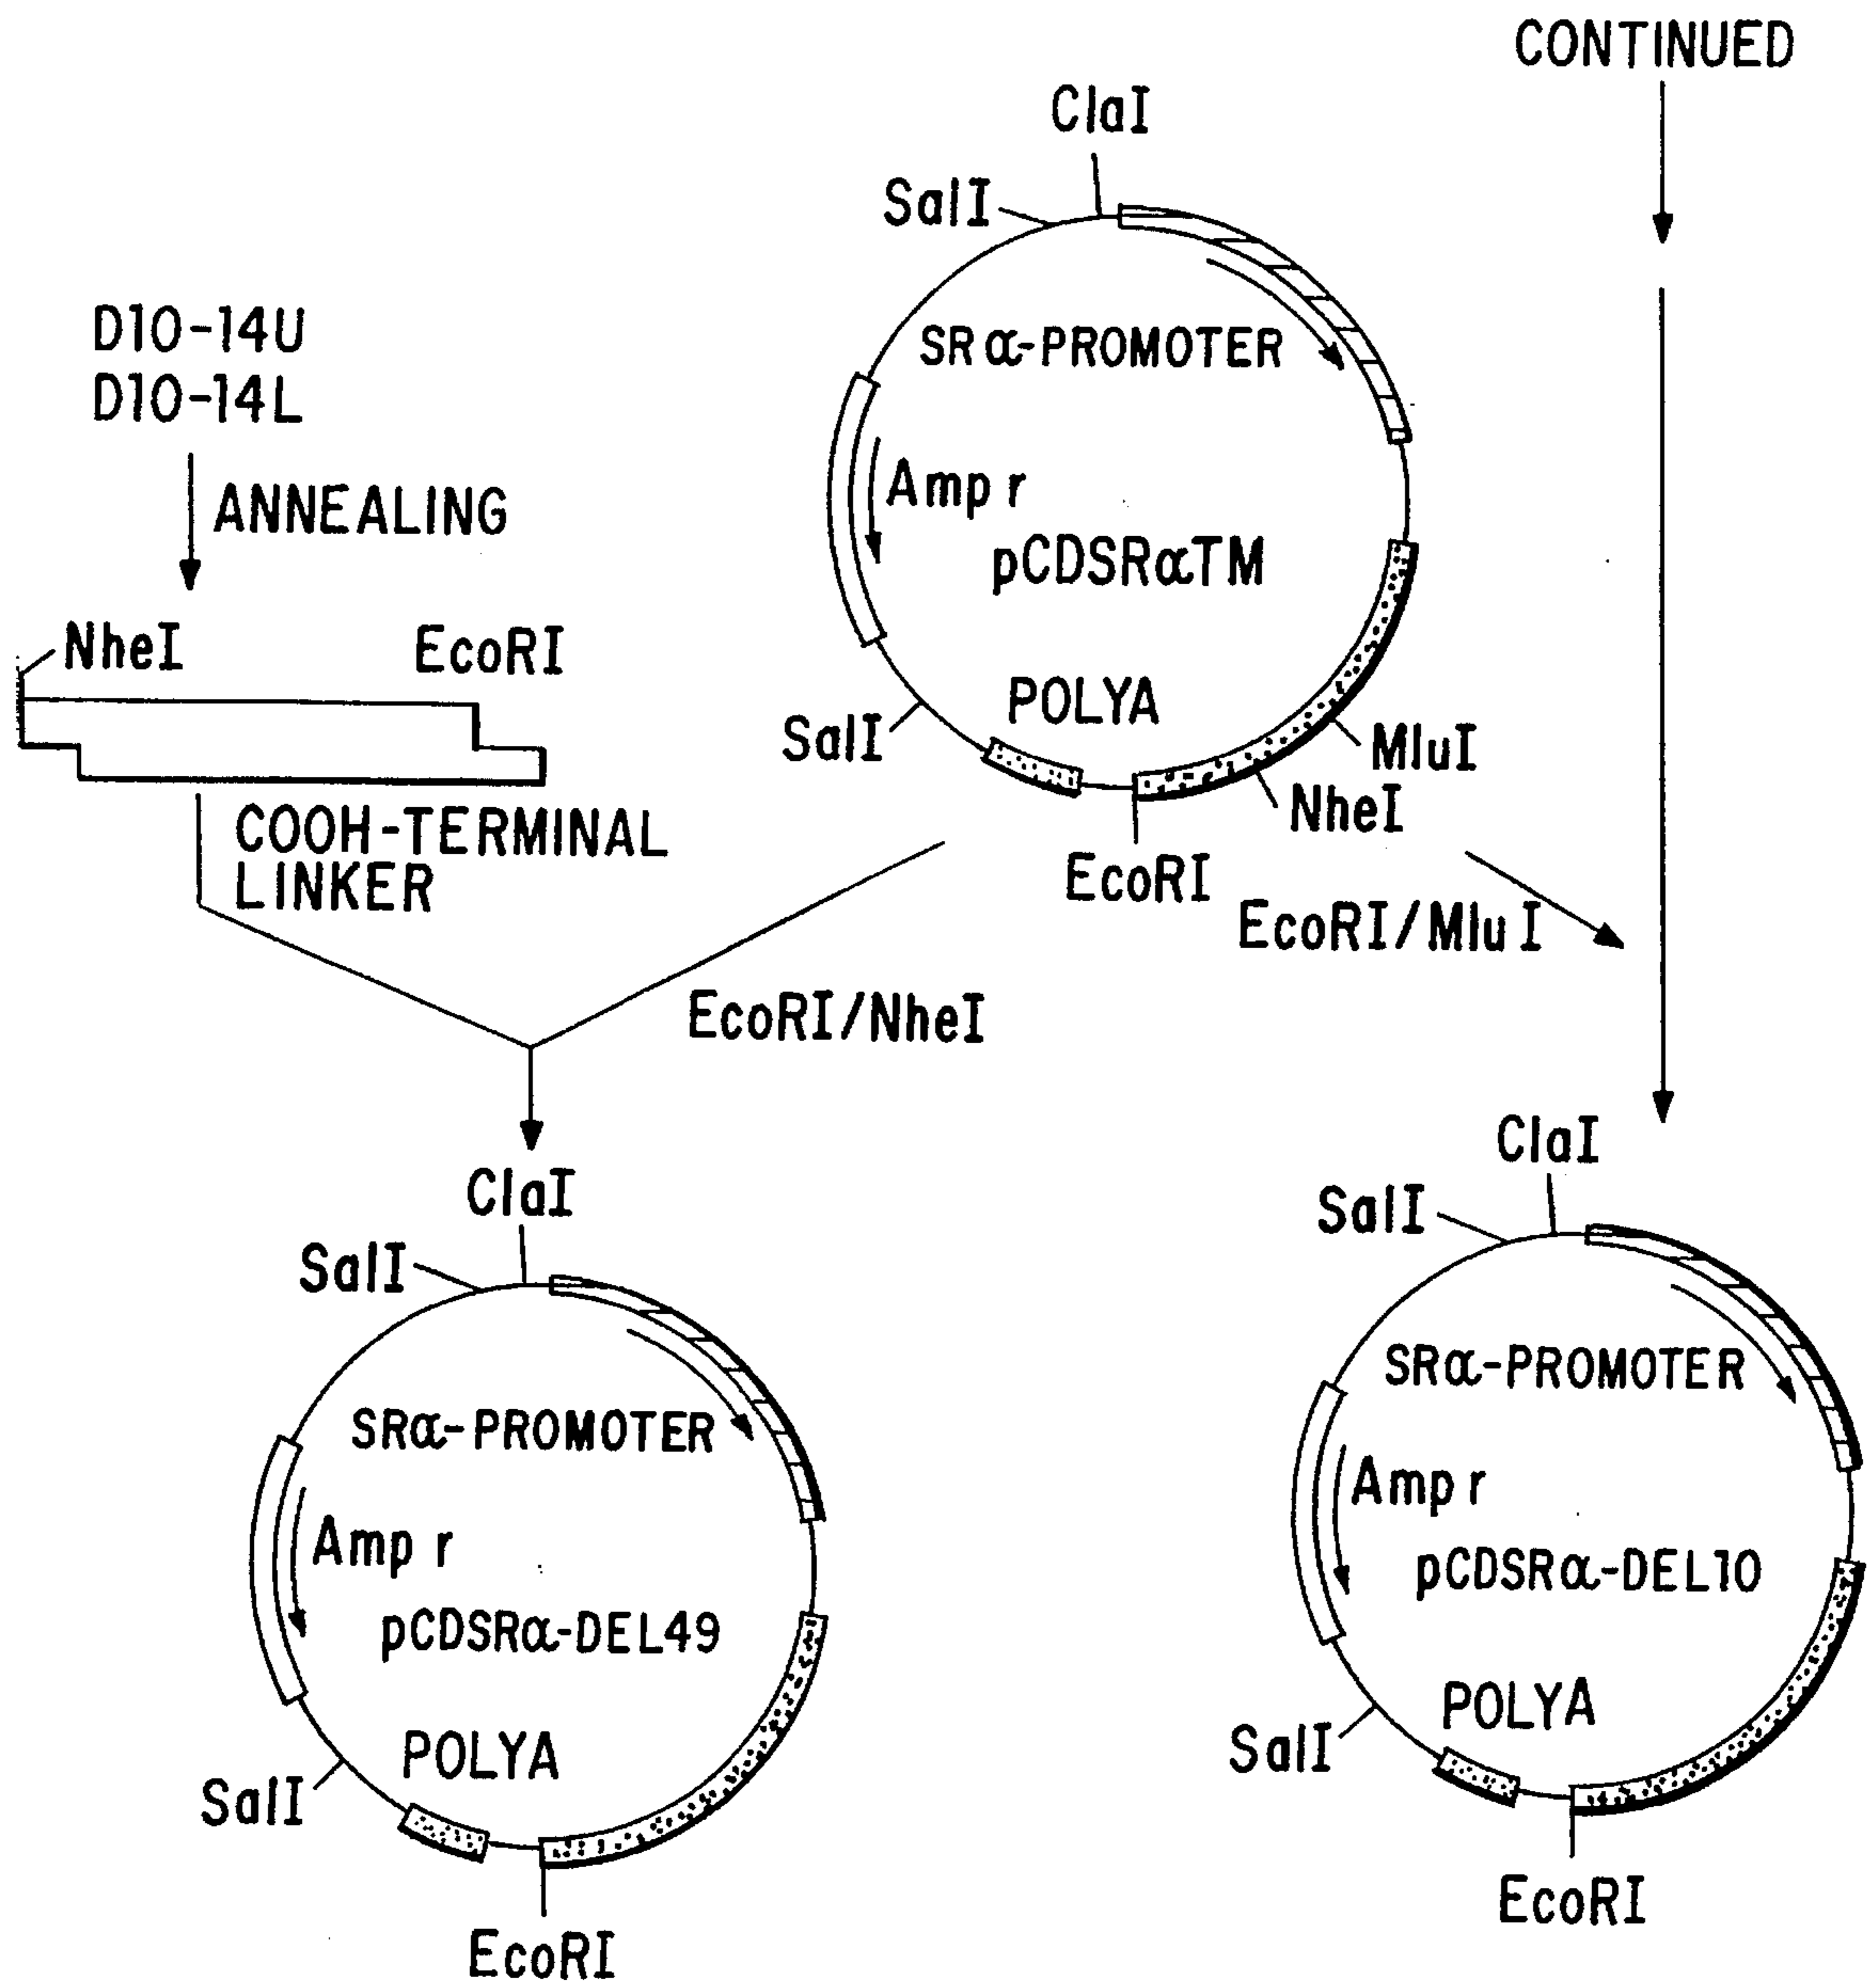 CONTINUED
ClaI
SalI
D10-14U
D10-14L
SRα-PROMOTER
ANNEALING
Amp r
pCDSRαTM
NheI
EcoRI
POLYA
SalI
MluI
NheI
COOH-TERMINAL
LINKER
EcoRI
EcoRI/MluI
EcoRI/NheI
ClaI
SalI
SRα-PROMOTER
Amp r
pCDSRα-DEL49
POLYA
SalI
EcoRI
ClaI
SalI
SRα-PROMOTER
Amp r
pCDSRα-DEL10
POLYA
SalI
EcoRI